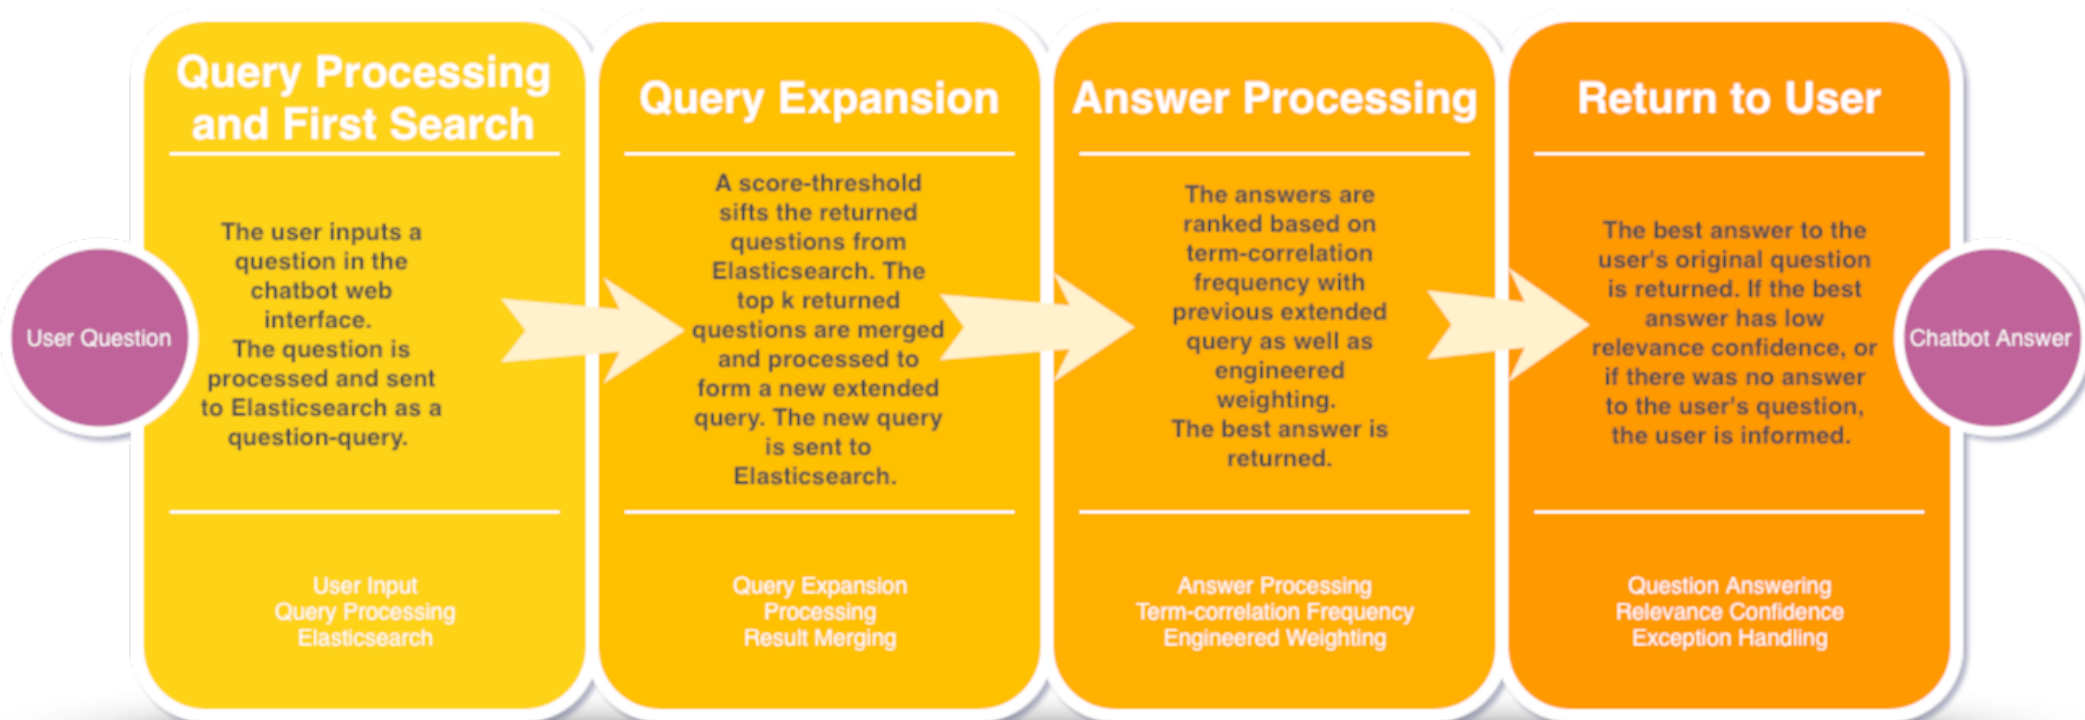 User Question
Query Processing
and First Search
The user inputs a
question in the
chatbot web
interface.
The question is
processed and sent
to Elasticsearch as a
question-query.
User Input
Query Processing
Elasticsearch
Query Expansion
A score-threshold
sifts the returned
questions from
Elasticsearch. The
top k returned
questions are merged
and processed to
form a new extended
query. The new query
is sent to
Elasticsearch.
Query Expansion
Processing
Result Merging
Answer Processing
The answers are
ranked based on
term-correlation
frequency with
previous extended
query as well as
engineered
weighting.
The best answer is
returned.
Answer Processing
Term-correlation Frequency
Engineered Weighting
Return to User
The best answer to the
user's original question
is returned. If the best
answer has low
relevance confidence, or
if there was no answer
to the user's question,
the user is informed.
Question Answering
Relevance Confidence
Exception Handling
Chatbot Answer